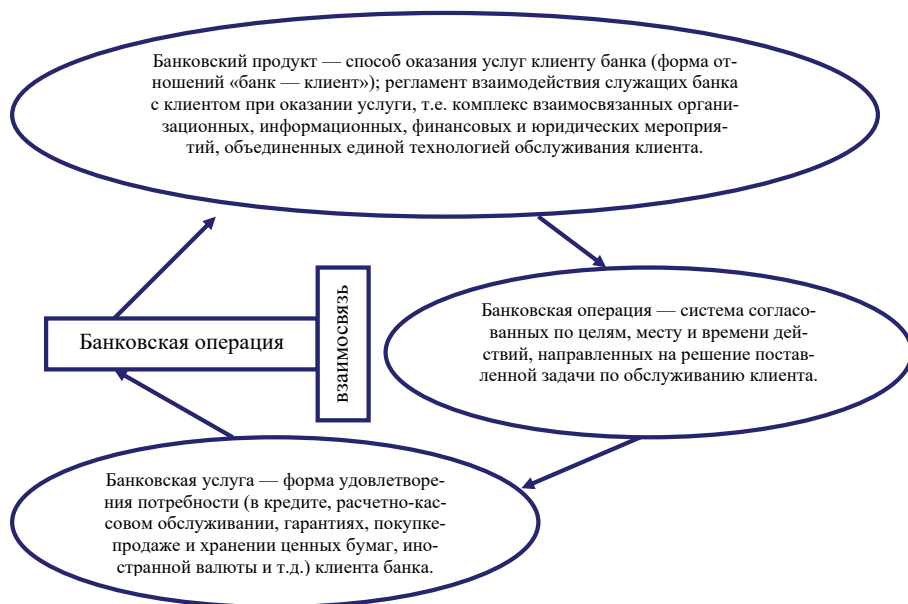 Банковский продукт — способ оказания услуг клиенту банка (форма от-
ношений «банк — клиент»); регламент взаимодействия служащих банка
с клиентом при оказании услуги, т.е. комплекс взаимосвязанных органи-
зационных, информационных, финансовых и юридических мероприя-
тий, объединенных единой технологией обслуживания клиента.
Банковская операция
взаимосвязь
Банковская операция — система согласо-
ванных по целям, месту и времени дей-
ствий, направленных на решение постав-
ленной задачи по обслуживанию клиента.
Банковская услуга — форма удовлетворе-
ния потребности (в кредите, расчетно-кас-
совом обслуживании, гарантиях, покупке-
продаже и хранении ценных бумаг, ино-
странной валюты и т.д.) клиента банка.